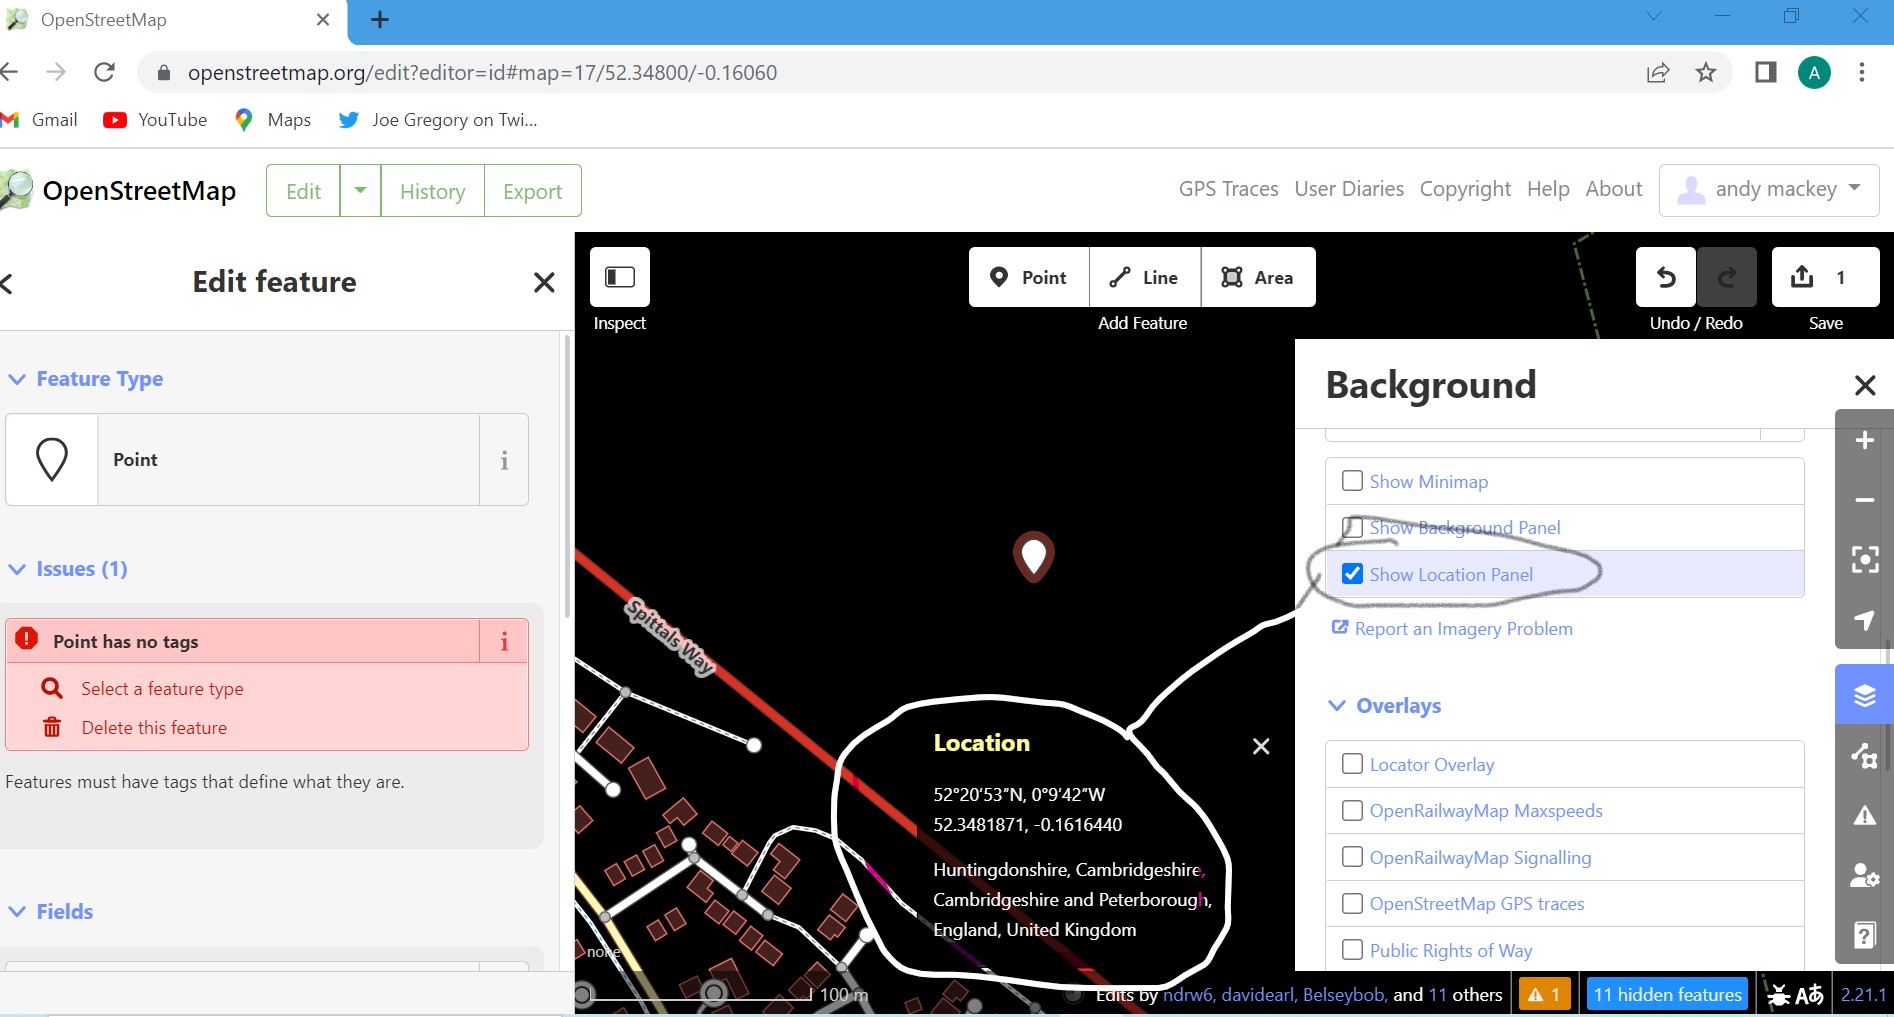 OpenStreetMap
openstreetmap.org/edit?editor=id#map=17/52.34800/-0.16060
A
Gmail YouTube Maps Joe Gregory on Twi...
OpenStreetMap Edit History Export GPS Traces User Diaries Copyright Help About andy mackey
Edit feature
Inspect
Point Line Area
Add Feature
Undo / Redo
1
Save
Feature Type
Point
i
Issues (1)
Point has no tags
i
Select a feature type
Delete this feature
Features must have tags that define what they are.
Fields
Spittals Way
Location
52°20'53"N, 0°9'42"W
52.3481871, -0.1616440
Huntingdonshire, Cambridgeshire,
Cambridgeshire and Peterborough,
England, United Kingdom
Background
Show Minimap
Show Background Panel
Show Location Panel
Report an Imagery Problem
Overlays
Locator Overlay
OpenRailwayMap Maxspeeds
OpenRailwayMap Signalling
OpenStreetMap GPS traces
Public Rights of Way
none
100 m
Edits by ndrw6, davidearl, Belseybob, and 11 others
1
11 hidden features
Aあ
2.21.1